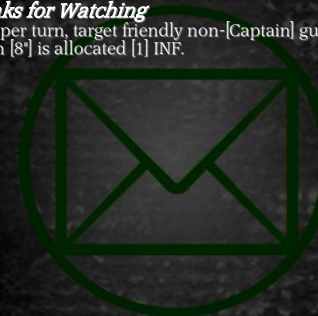 ks for Watching
per turn, target friendly non-[Captain] gu
[8"] is allocated [1] INF.